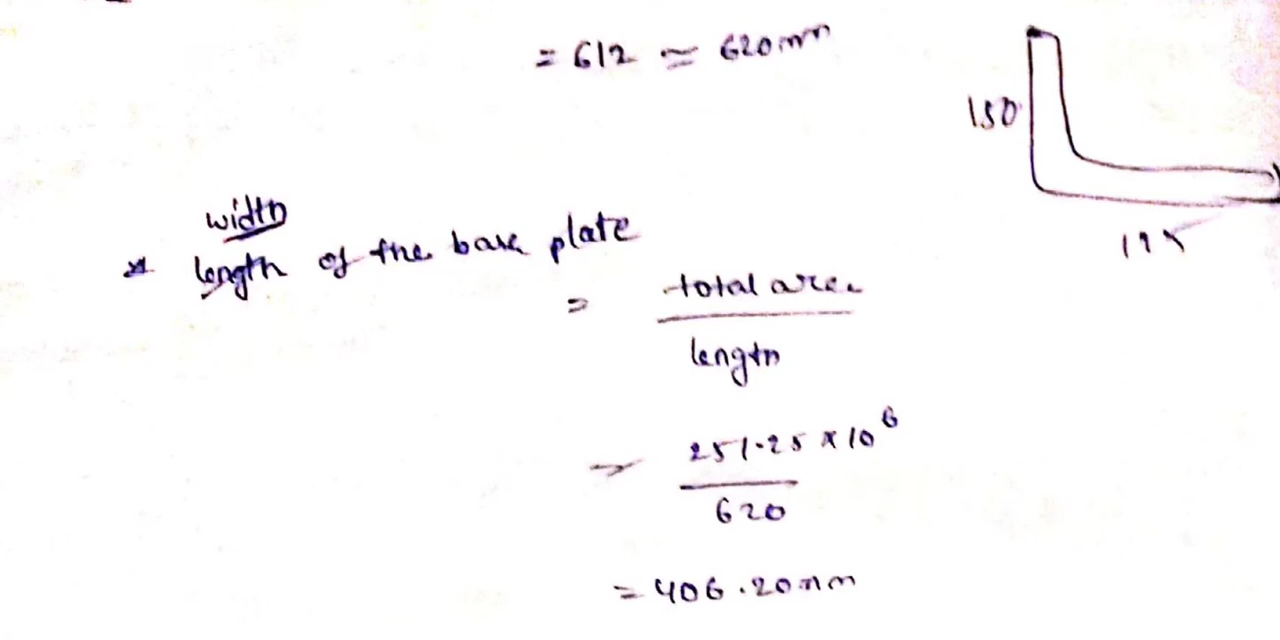 = 612 ≃ 620mm
150
width
* length of the base plate
= total area
length
= 251.25 x 10^6
620
= 406.20mm